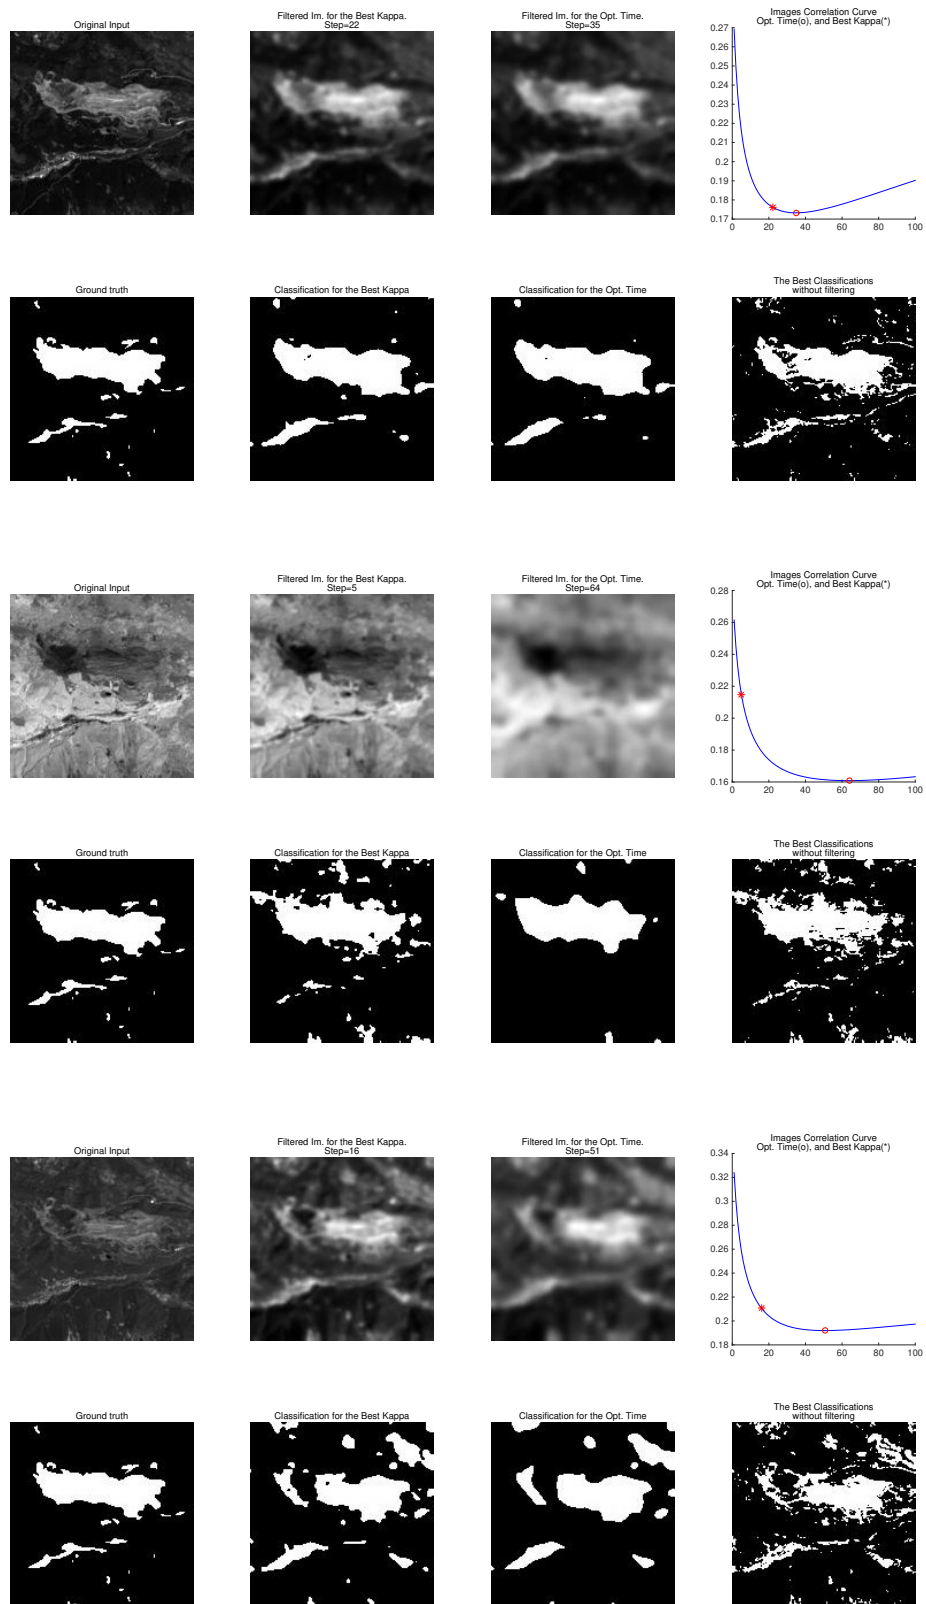 Original Input
Filtered Im. for the Best Kappa.
Step=22
Filtered Im. for the Opt. Time.
Step=35
Images Correlation Curve
Opt. Time(o), and Best Kappa(*)
0.27
0.26
0.25
0.24
0.23
0.22
0.21
0.2
0.19
0.18
0.17
0 20 40 60 80 100
Ground truth
Classification for the Best Kappa
Classification for the Opt. Time
The Best Classifications
without filtering
Original Input
Filtered Im. for the Best Kappa.
Step=5
Filtered Im. for the Opt. Time.
Step=64
Images Correlation Curve
Opt. Time(o), and Best Kappa(*)
0.28
0.26
0.24
0.22
0.2
0.18
0.16
0 20 40 60 80 100
Ground truth
Classification for the Best Kappa
Classification for the Opt. Time
The Best Classifications
without filtering
Original Input
Filtered Im. for the Best Kappa.
Step=16
Filtered Im. for the Opt. Time.
Step=51
Images Correlation Curve
Opt. Time(o), and Best Kappa(*)
0.34
0.32
0.3
0.28
0.26
0.24
0.22
0.2
0.18
0 20 40 60 80 100
Ground truth
Classification for the Best Kappa
Classification for the Opt. Time
The Best Classifications
without filtering